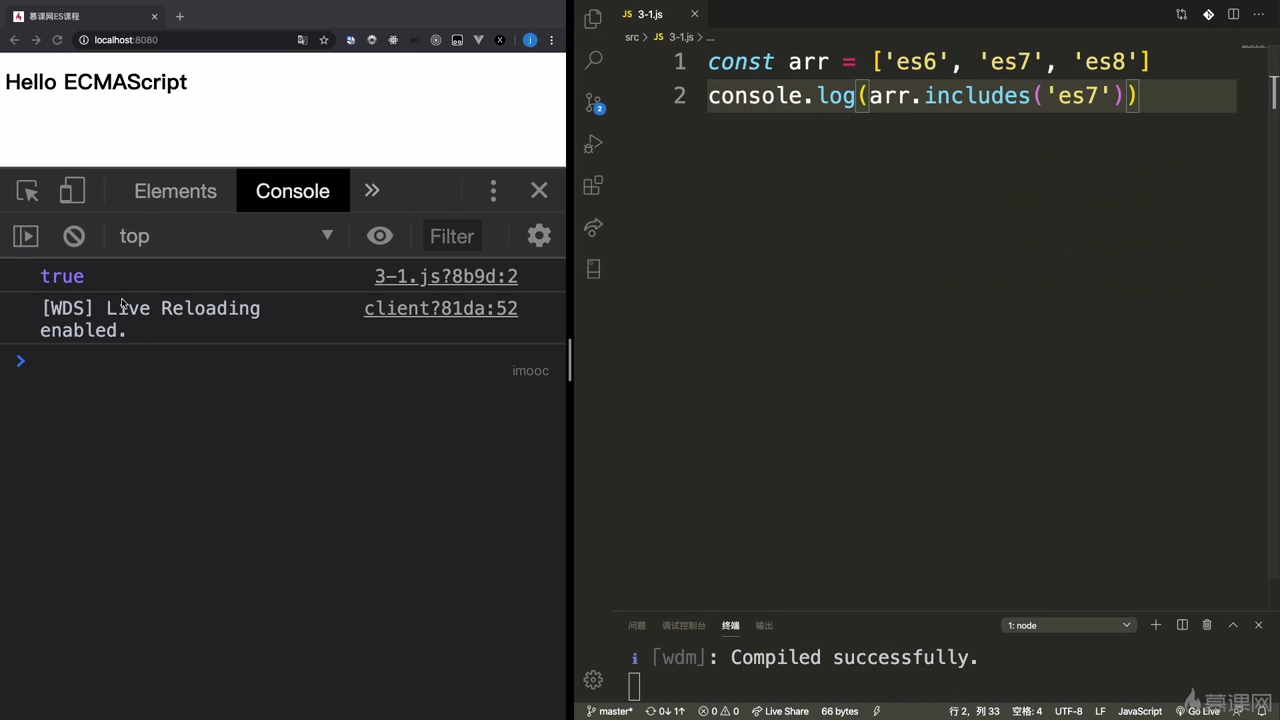 慕课网ES课程
localhost:8080
Hello ECMAScript
Elements
Console
top
Filter
true
3-1.js?8b9d:2
[WDS] Live Reloading
enabled.
client?81da:52
imooc
JS 3-1.js
src > JS 3-1.js > ...
1 const arr = ['es6', 'es7', 'es8']
2 console.log(arr.includes('es7'))
2
问题
调试控制台
终端
输出
1: node
i ｢wdm｣: Compiled successfully.
master*
0↓ 1↑
0
0
Live Share
66 bytes
行 2, 列 33
空格: 4
UTF-8
LF
JavaScript
Go Live
慕课网